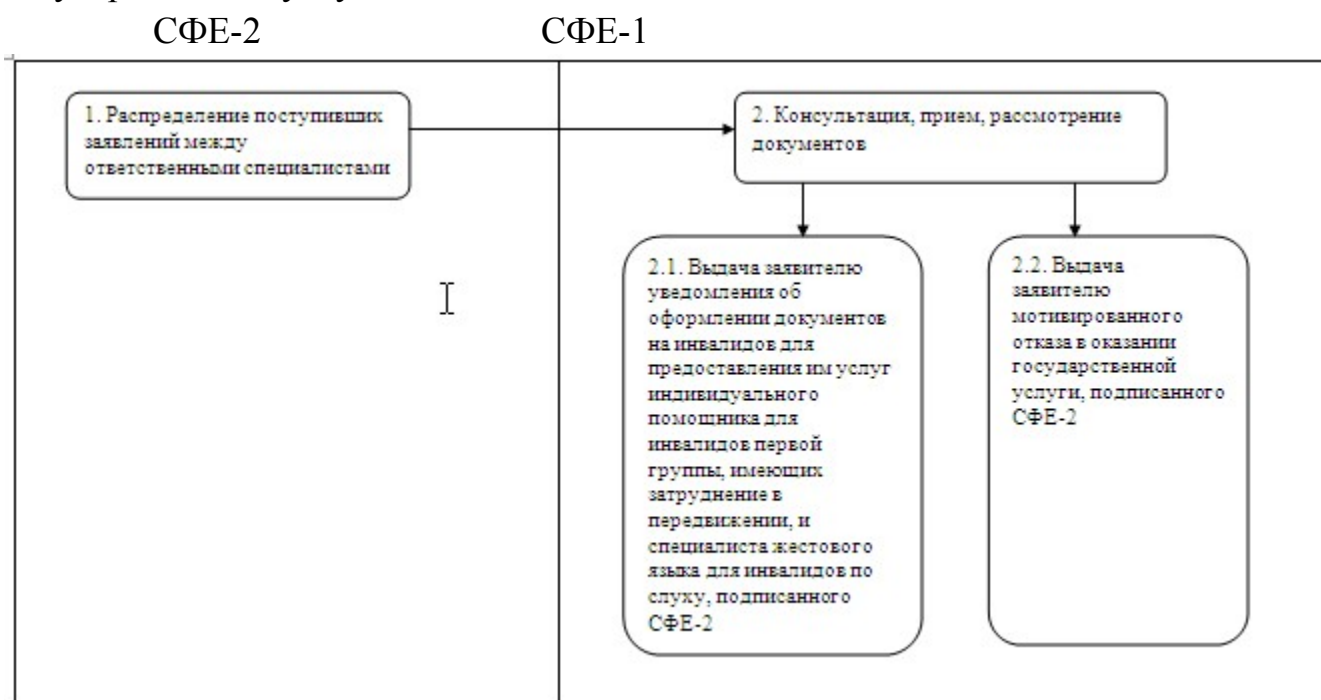 СФЕ-2 СФЕ-1
1. Распределение поступивших
заявлений между
ответственными специалистами
2. Консультация, прием, рассмотрение
документов
2.1. Выдача заявителю
уведомления об
оформлении документов
на инвалидов для
предоставления им услуг
индивидуального
помощника для
инвалидов первой
группы, имеющих
затруднение в
передвижении, и
специалиста жестового
языка для инвалидов по
слуху, подписанного
СФЕ-2
2.2. Выдача
заявителю
мотивированного
отказа в оказании
государственной
услуги, подписанного
СФЕ-2